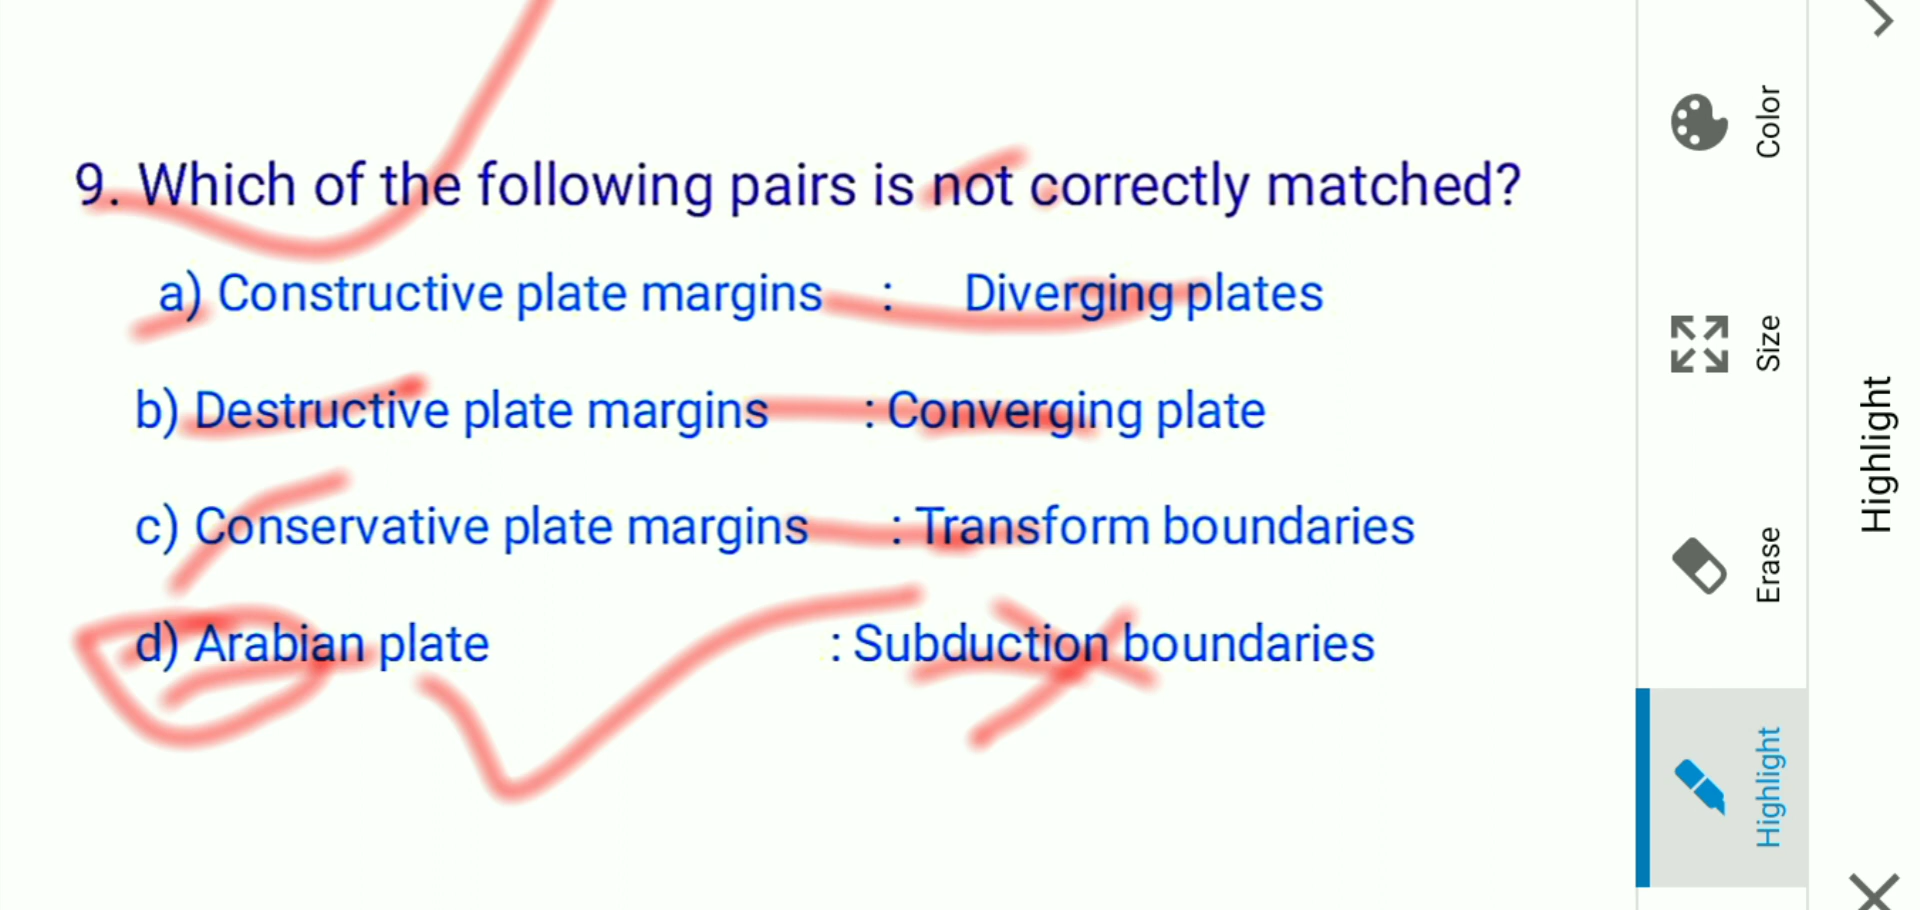 9. Which of the following pairs is not correctly matched?
a) Constructive plate margins : Diverging plates
b) Destructive plate margins : Converging plate
c) Conservative plate margins : Transform boundaries
d) Arabian plate : Subduction boundaries
Color
Size
Erase
Highlight
Highlight